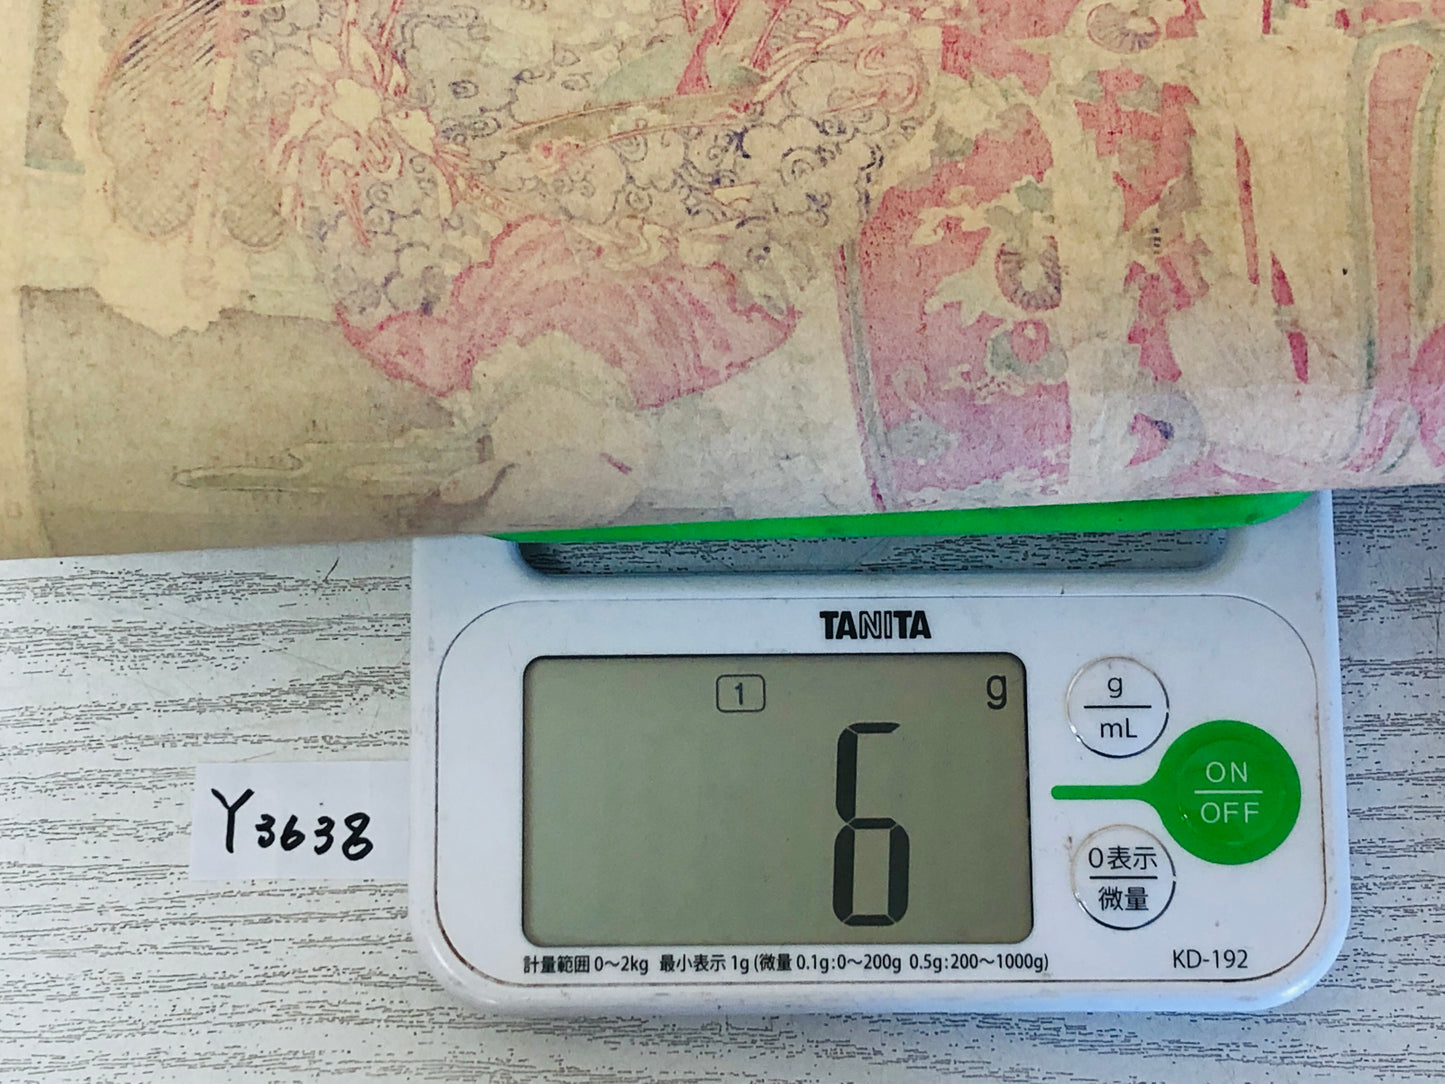 TANITA
1 g
6
g
mL
ON
OFF
0表示
微量
Y3638
計量範囲 0〜2kg 最小表示 1g (微量 0.1g:0〜200g 0.5g:200〜1000g)
KD-192